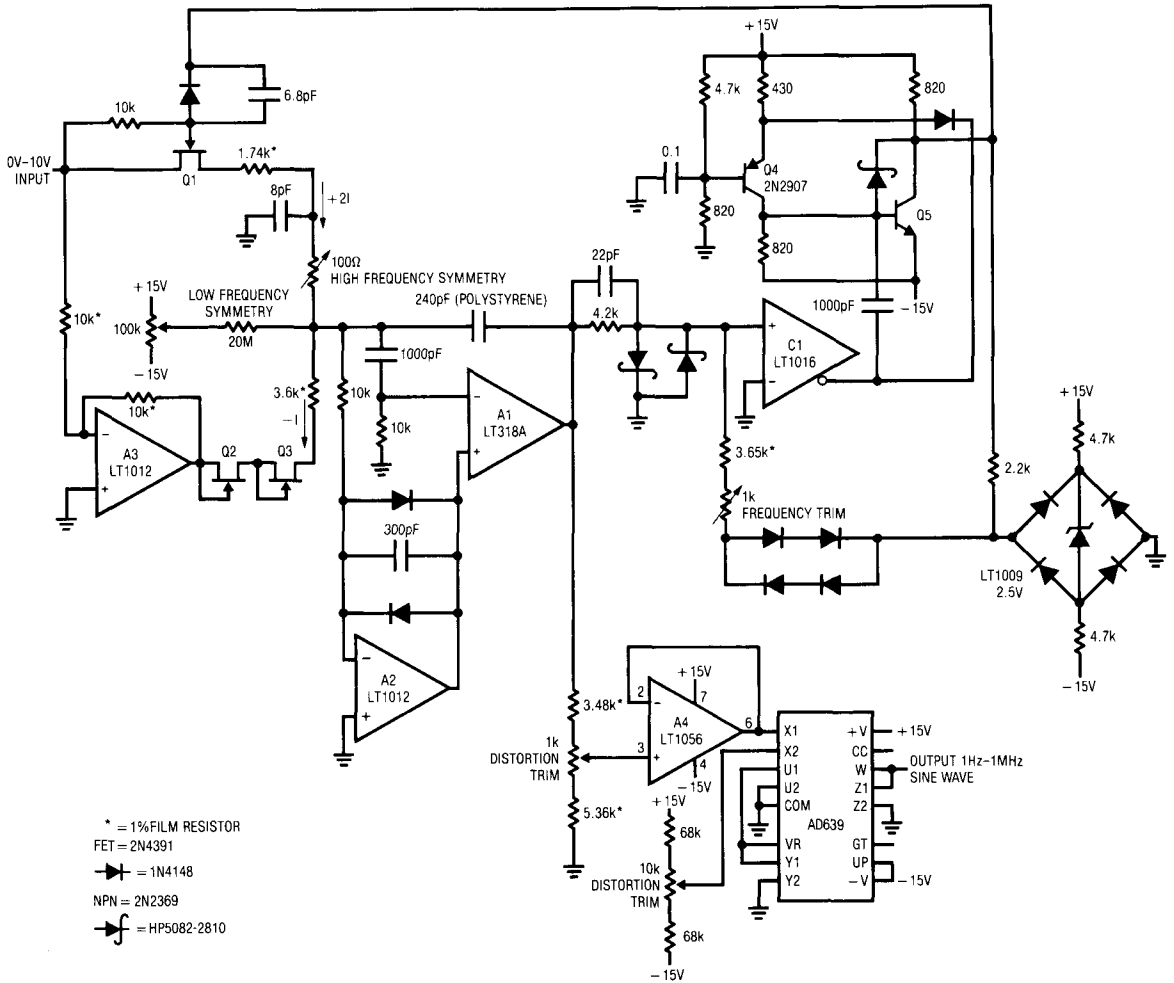 +15V
4.7k
430
820
6.8pF
10k
0V-10V
INPUT
Q1
1.74k*
8pF
+2I
0.1
Q4
2N2907
820
820
Q5
-15V
1000pF
100Ω
HIGH FREQUENCY SYMMETRY
22pF
+15V
LOW FREQUENCY
SYMMETRY
240pF (POLYSTYRENE)
10k*
100k
20M
-15V
4.2k
+
C1
LT1016
-
1000pF
3.6k*
-I
10k
10k
-
A1
LT318A
+
10k*
-
A3
LT1012
+
Q2
Q3
3.65k*
1k
FREQUENCY TRIM
2.2k
+15V
4.7k
LT1009
2.5V
4.7k
-15V
300pF
-
A2
LT1012
+
3.48k*
1k
DISTORTION
TRIM
5.36k*
+15V
2
-
7
A4
LT1056
6
3
+
4
-15V
X1
X2
U1
U2
COM
VR
Y1
Y2
AD639
+V
CC
W
Z1
Z2
GT
UP
-V
+15V
OUTPUT 1Hz-1MHz
SINE WAVE
-15V
+15V
68k
10k
DISTORTION
TRIM
68k
-15V
* = 1% FILM RESISTOR
FET = 2N4391
= 1N4148
NPN = 2N2369
= HP5082-2810